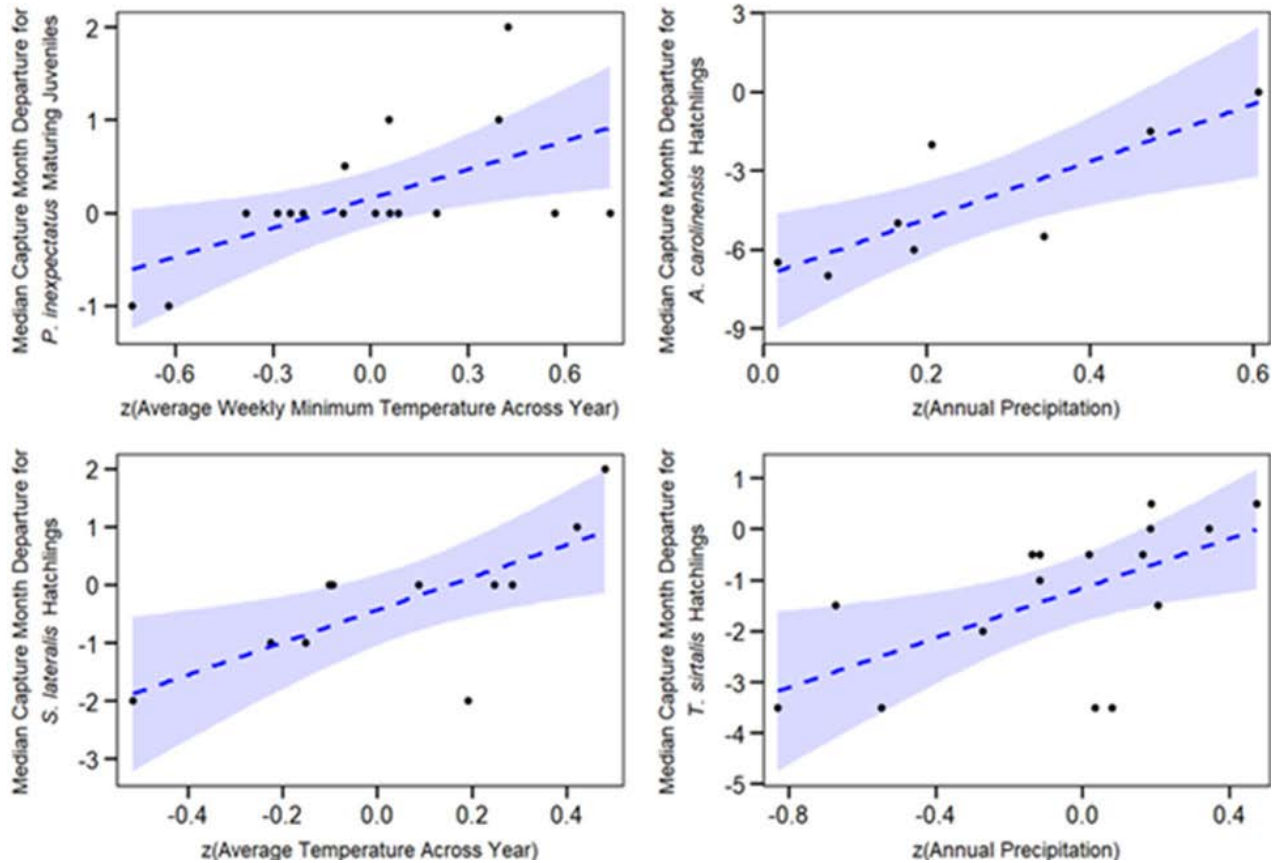 Median Capture Month Departure for
P. inexpectatus Maturing Juveniles
2
1
0
-1
-0.6 -0.3 0.0 0.3 0.6
z(Average Weekly Minimum Temperature Across Year)
Median Capture Month Departure for
A. carolinensis Hatchlings
3
0
-3
-6
-9
0.0 0.2 0.4 0.6
z(Annual Precipitation)
Median Capture Month Departure for
S. lateralis Hatchlings
2
1
0
-1
-2
-3
-0.4 -0.2 0.0 0.2 0.4
z(Average Temperature Across Year)
Median Capture Month Departure for
T. sirtalis Hatchlings
1
0
-1
-2
-3
-4
-5
-0.8 -0.4 0.0 0.4
z(Annual Precipitation)